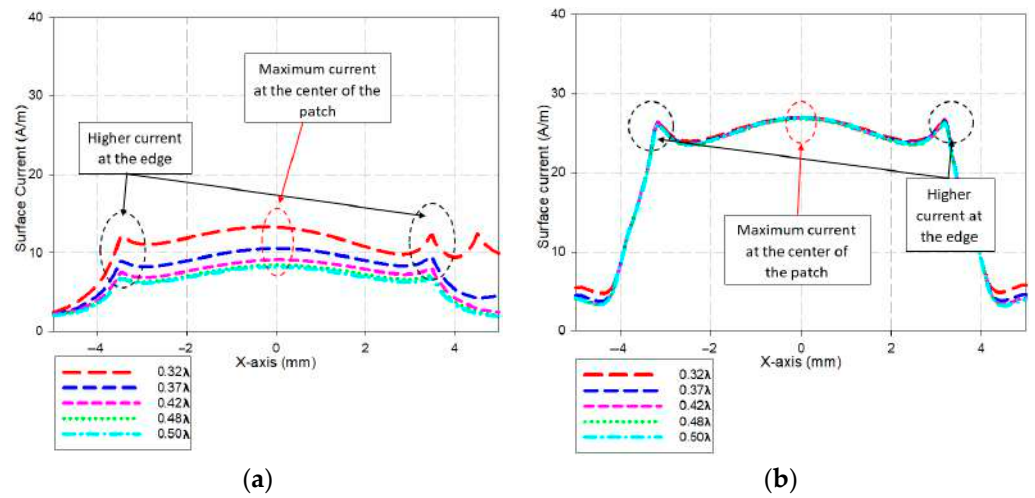 40
30
20
10
0
Surface Current (A/m)
Maximum current
at the center of the
patch
Higher current
at the edge
−4
−2
0
2
4
X-axis (mm)
0.32λ
0.37λ
0.42λ
0.48λ
0.50λ
(a)
40
30
20
10
0
Surface current (A/m)
Maximum current
at the center of
the patch
Higher
current at
the edge
−4
−2
0
2
4
X-axis (mm)
0.32λ
0.37λ
0.42λ
0.48λ
0.50λ
(b)